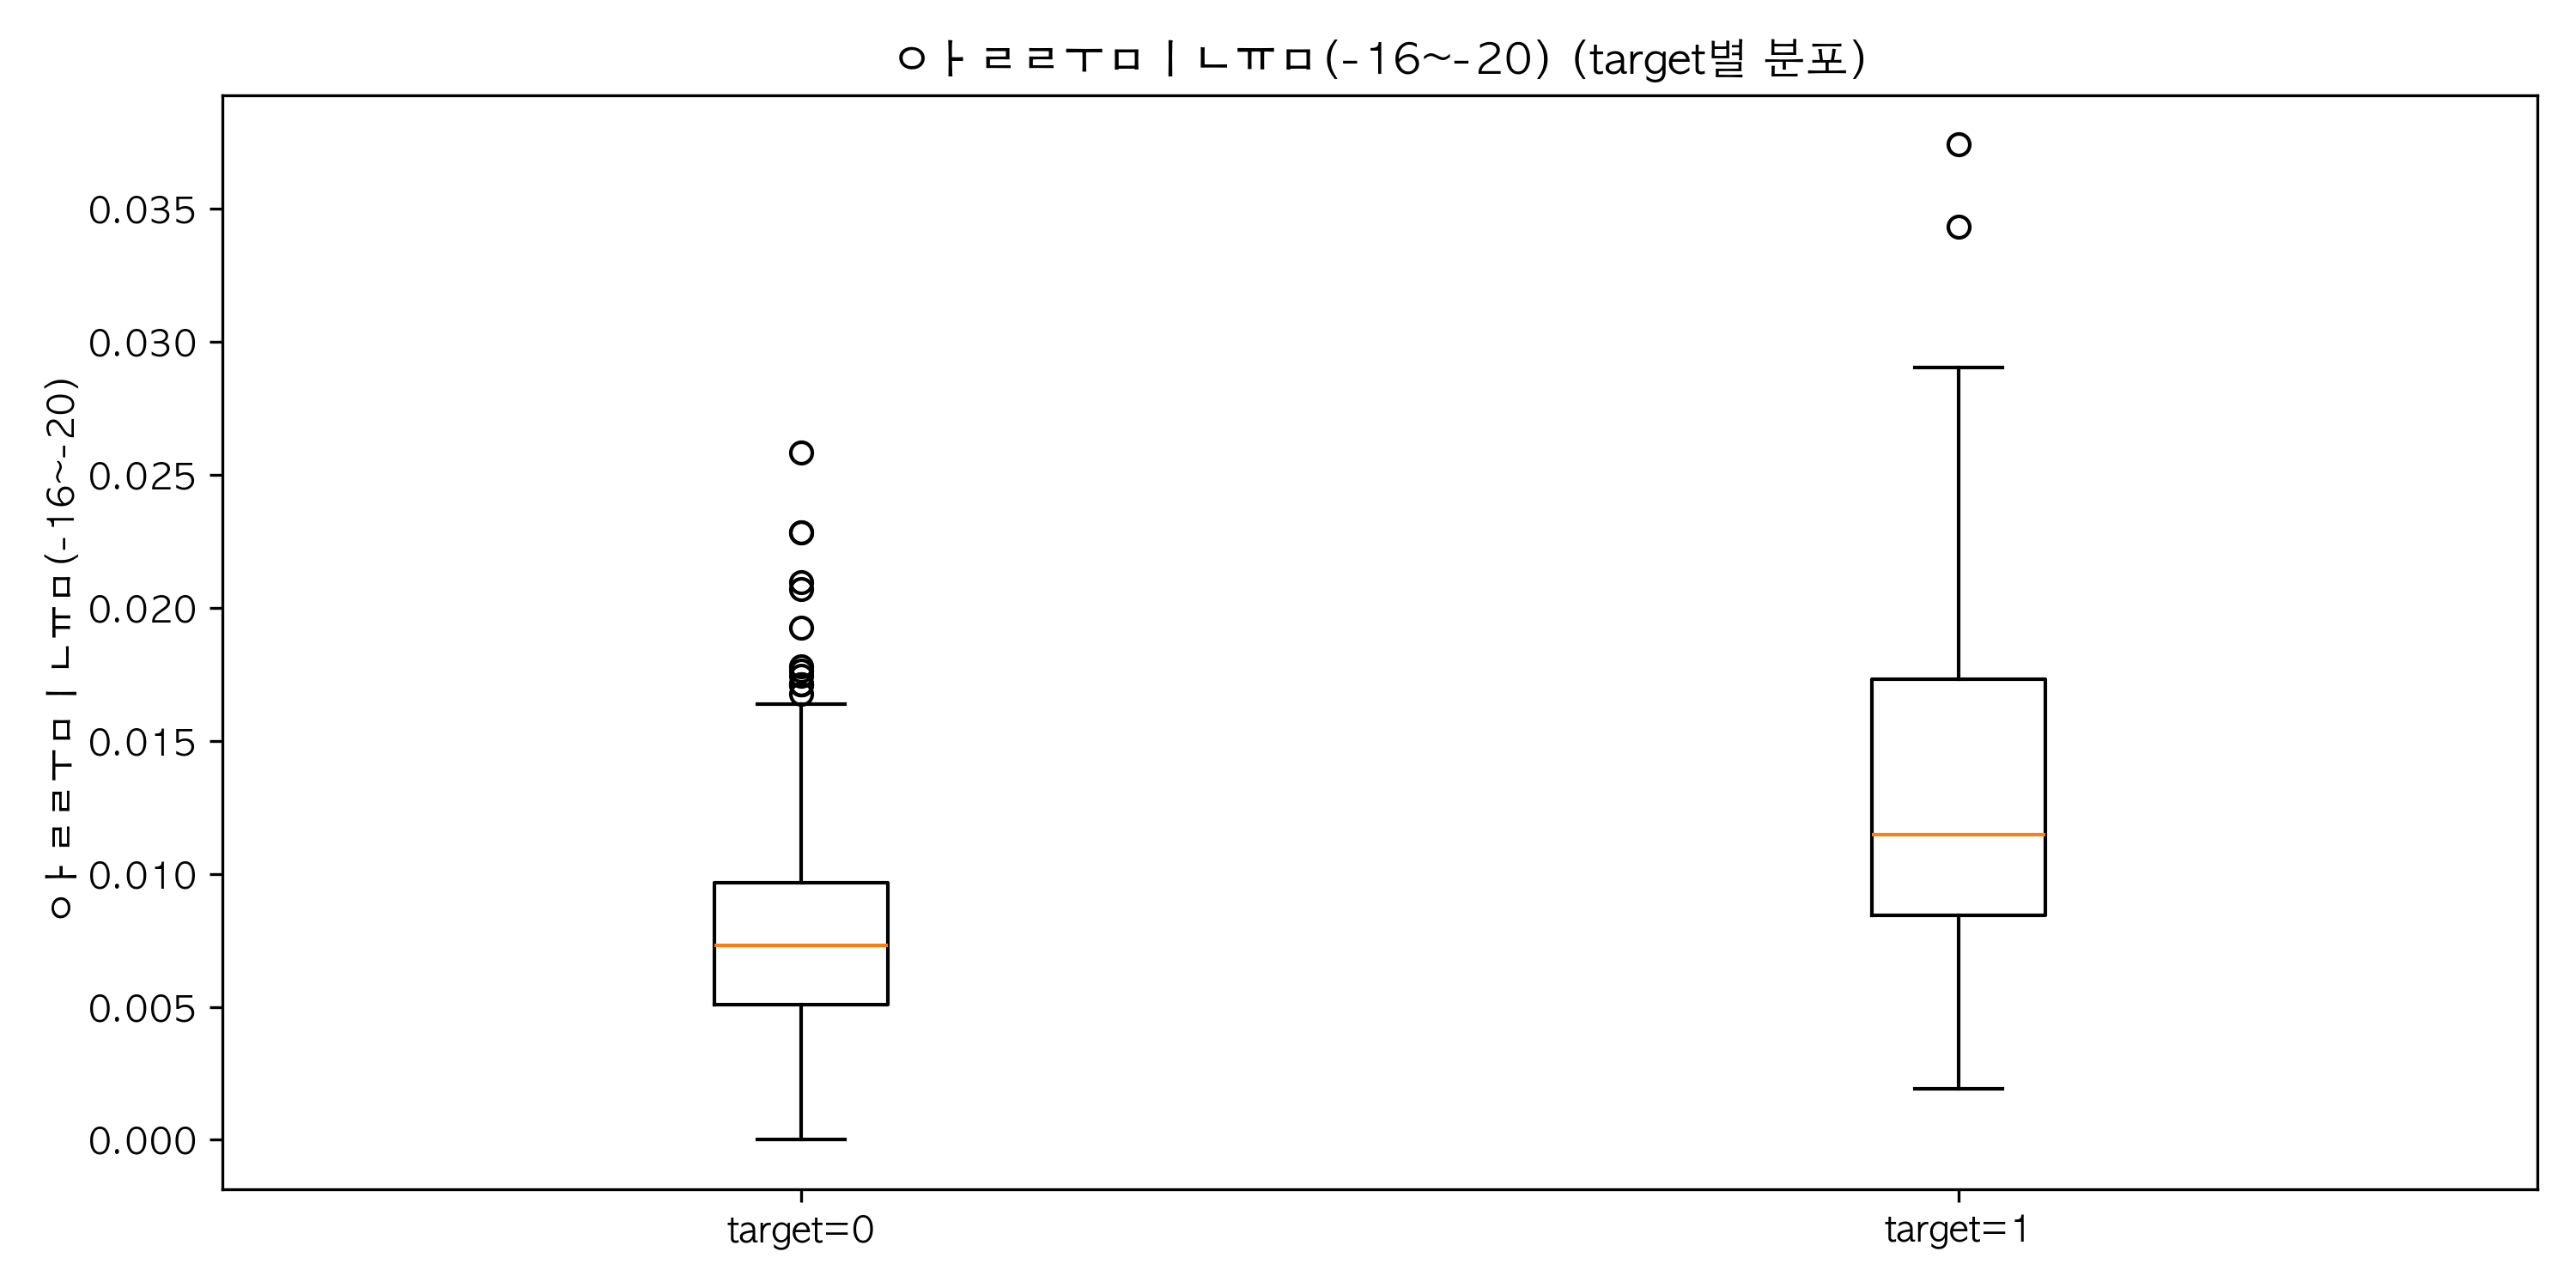 ㅇㅏㄹㄹㅜㅁㅣㄴㅠㅁ(-16~-20) (target별 분포)
ㅇㅏㄹㄹㅜㅁㅣㄴㅠㅁ(-16~-20)
0.035
0.030
0.025
0.020
0.015
0.010
0.005
0.000
target=0
target=1